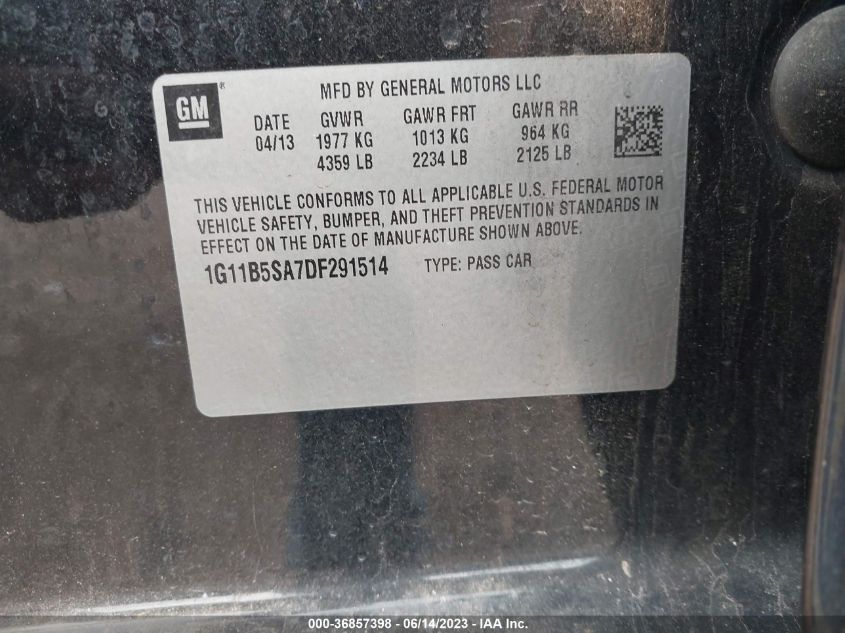 GM®
MFD BY GENERAL MOTORS LLC
DATE GVWR GAWR FRT GAWR RR
04/13 1977 KG 1013 KG 964 KG
4359 LB 2234 LB 2125 LB
THIS VEHICLE CONFORMS TO ALL APPLICABLE U.S. FEDERAL MOTOR
VEHICLE SAFETY, BUMPER, AND THEFT PREVENTION STANDARDS IN
EFFECT ON THE DATE OF MANUFACTURE SHOWN ABOVE.
1G11B5SA7DF291514 TYPE: PASS CAR
000-36857398 - 06/14/2023 - IAA Inc.